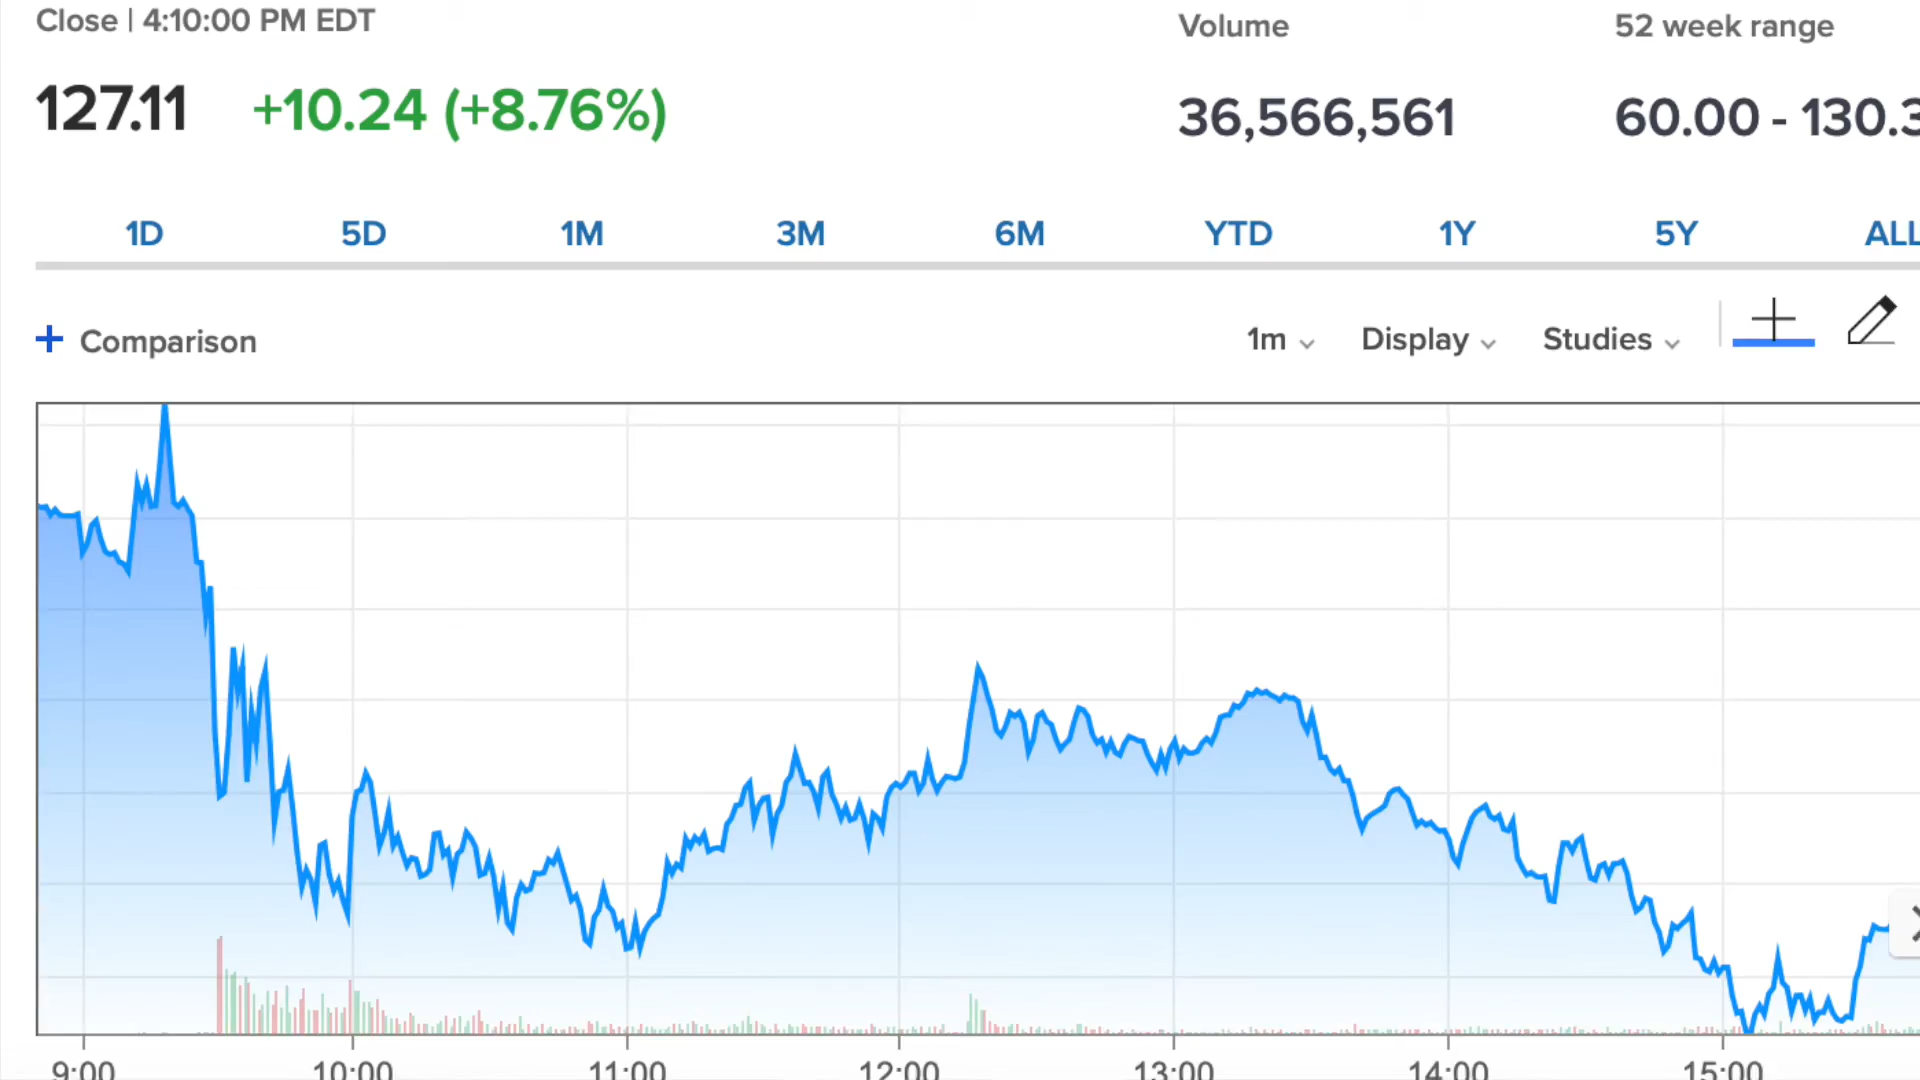 Close | 4:10:00 PM EDT
Volume
52 week range
127.11 +10.24 (+8.76%)
36,566,561
60.00 - 130.3
1D 5D 1M 3M 6M YTD 1Y 5Y ALL
+ Comparison
1m Display Studies
9:00 10:00 11:00 12:00 13:00 14:00 15:00